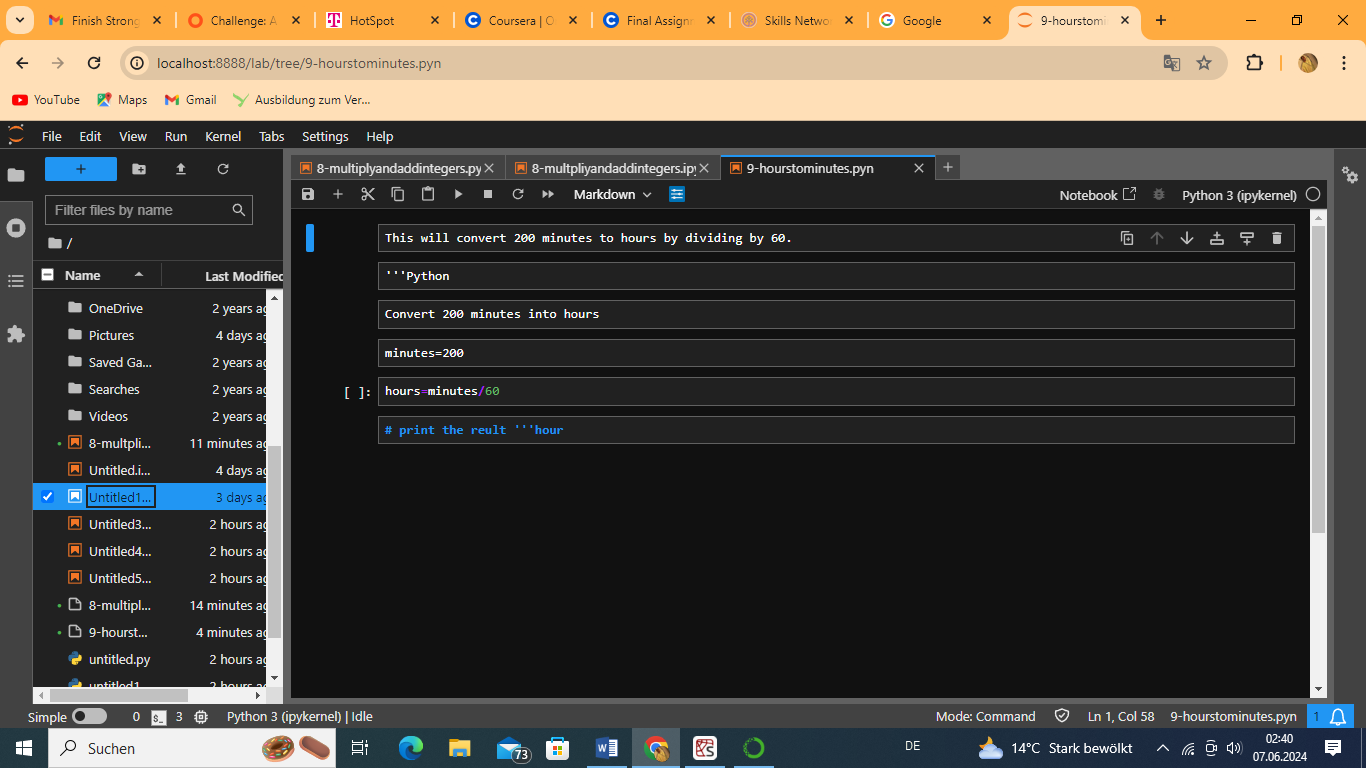 Finish Strong
Challenge: A
HotSpot
Coursera | O
Final Assignr
Skills Netwo
Google
9-hourstomi
localhost:8888/lab/tree/9-hourstominutes.pyn
YouTube
Maps
Gmail
Ausbildung zum Ver...
File Edit View Run Kernel Tabs Settings Help
8-multiplyandaddintegers.py
8-multpliyandaddintegers.ipy
9-hourstominutes.pyn
Markdown
Notebook
Python 3 (ipykernel)
Filter files by name
/
Name
Last Modified
OneDrive 2 years ag
Pictures 4 days ag
Saved Ga... 2 years ag
Searches 2 years ag
Videos 2 years ag
8-multpli... 11 minutes ag
Untitled.i... 4 days ag
Untitled1... 3 days ag
Untitled3... 2 hours ag
Untitled4... 2 hours ag
Untitled5... 2 hours ag
8-multipl... 14 minutes ag
9-hourst... 4 minutes ag
untitled.py 2 hours ag
untitled1 2 hours ag
This will convert 200 minutes to hours by dividing by 60.
'''Python
Convert 200 minutes into hours
minutes=200
[ ]: hours=minutes/60
# print the reult '''hour
Simple 0 3 Python 3 (ipykernel) | Idle
Mode: Command Ln 1, Col 58 9-hourstominutes.pyn 1
Suchen
73
DE
14°C Stark bewölkt
02:40
07.06.2024